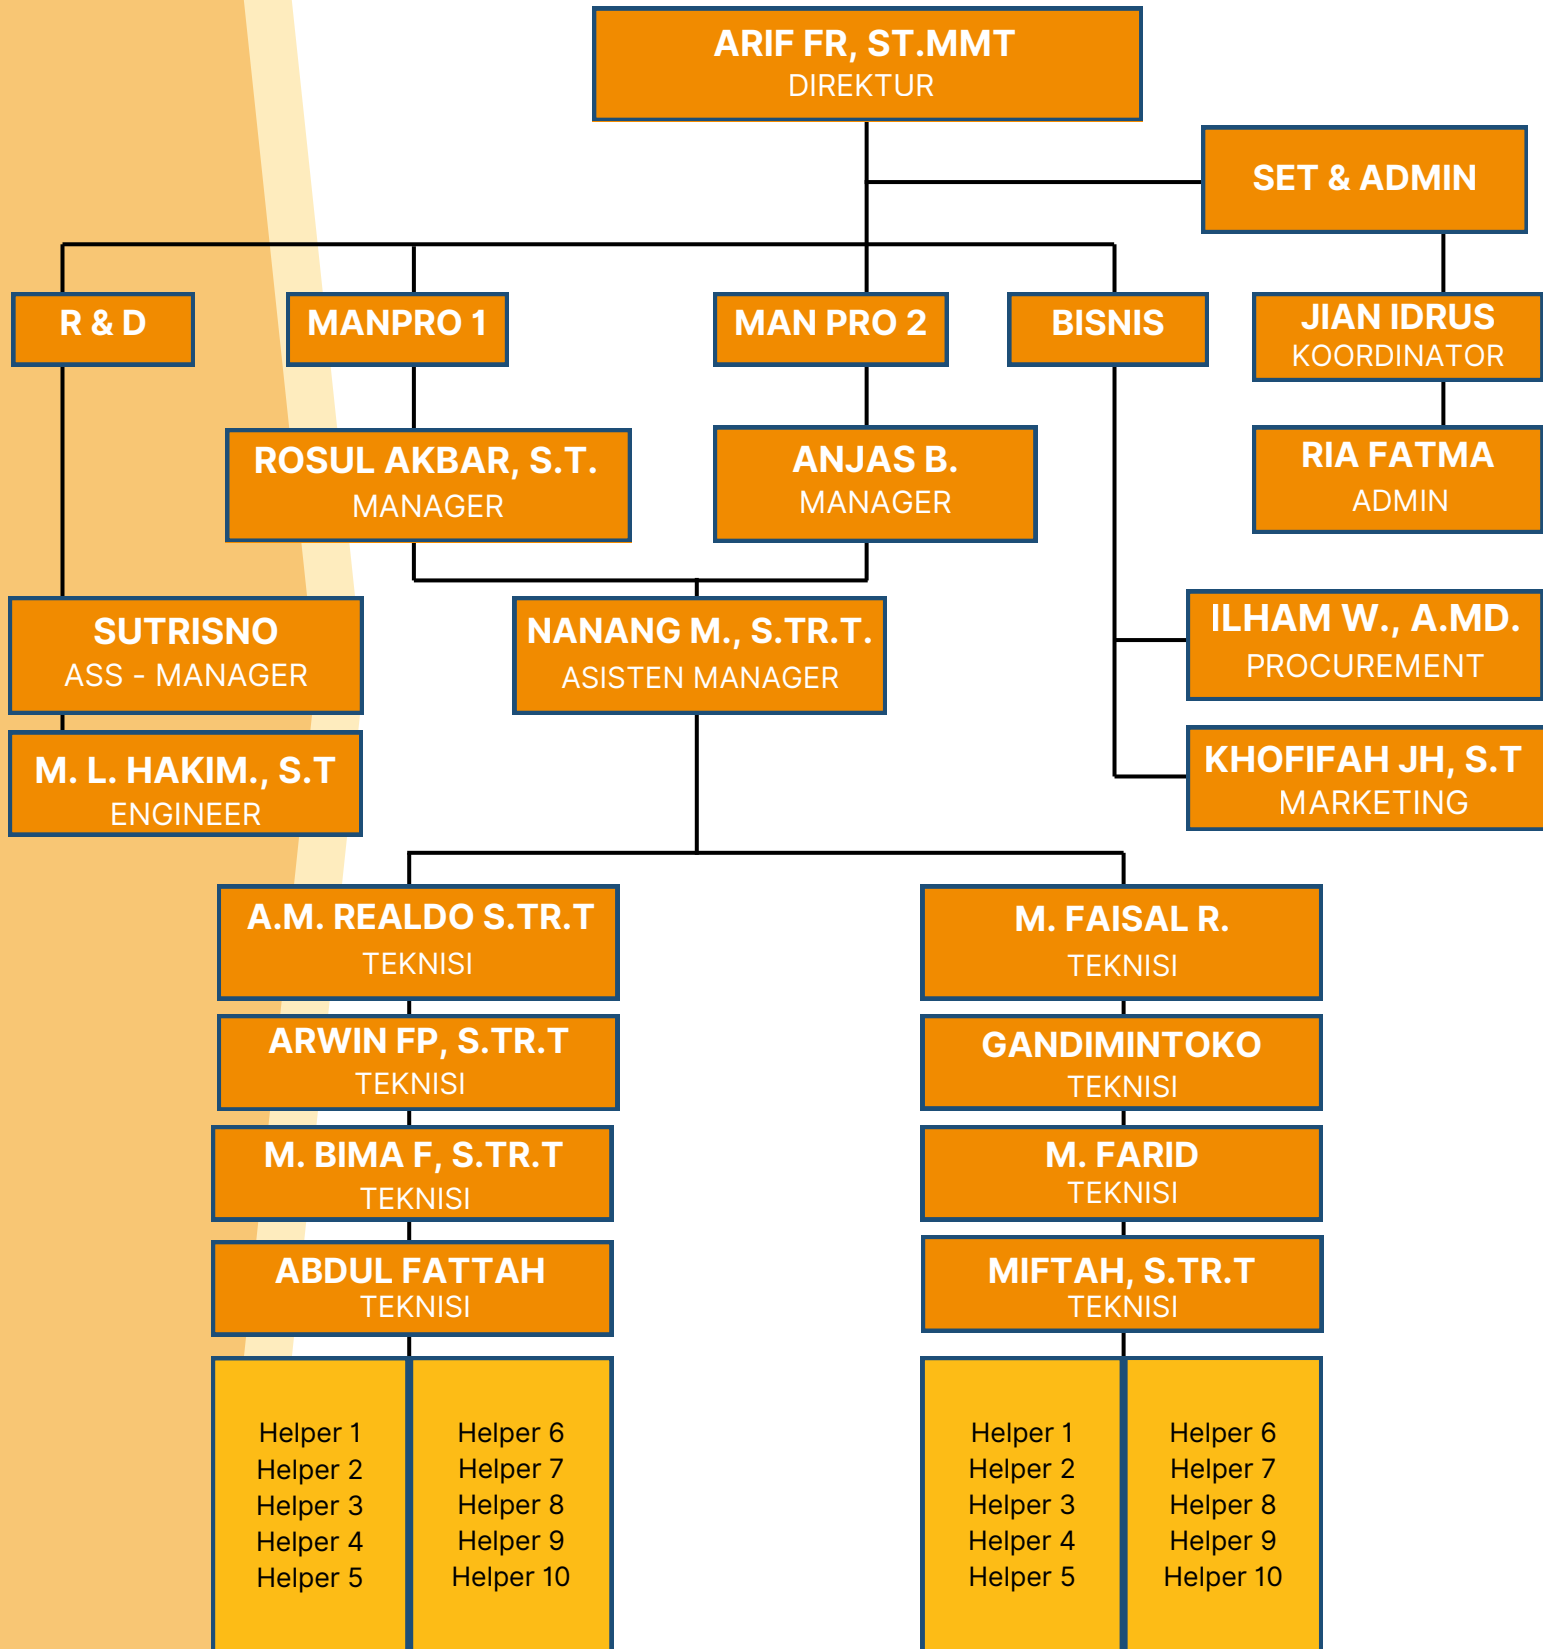 ARIF FR, ST.MMT
DIREKTUR
SET & ADMIN
R & D
MANPRO 1
MAN PRO 2
BISNIS
JIAN IDRUS
KOORDINATOR
ROSUL AKBAR, S.T.
MANAGER
ANJAS B.
MANAGER
RIA FATMA
ADMIN
SUTRISNO
ASS - MANAGER
NANANG M., S.TR.T.
ASISTEN MANAGER
ILHAM W., A.MD.
PROCUREMENT
M. L. HAKIM., S.T
ENGINEER
KHOFIFAH JH, S.T
MARKETING
A.M. REALDO S.TR.T
TEKNISI
ARWIN FP, S.TR.T
TEKNISI
M. BIMA F, S.TR.T
TEKNISI
ABDUL FATTAH
TEKNISI
Helper 1
Helper 2
Helper 3
Helper 4
Helper 5
Helper 6
Helper 7
Helper 8
Helper 9
Helper 10
M. FAISAL R.
TEKNISI
GANDIMINTOKO
TEKNISI
M. FARID
TEKNISI
MIFTAH, S.TR.T
TEKNISI
Helper 1
Helper 2
Helper 3
Helper 4
Helper 5
Helper 6
Helper 7
Helper 8
Helper 9
Helper 10